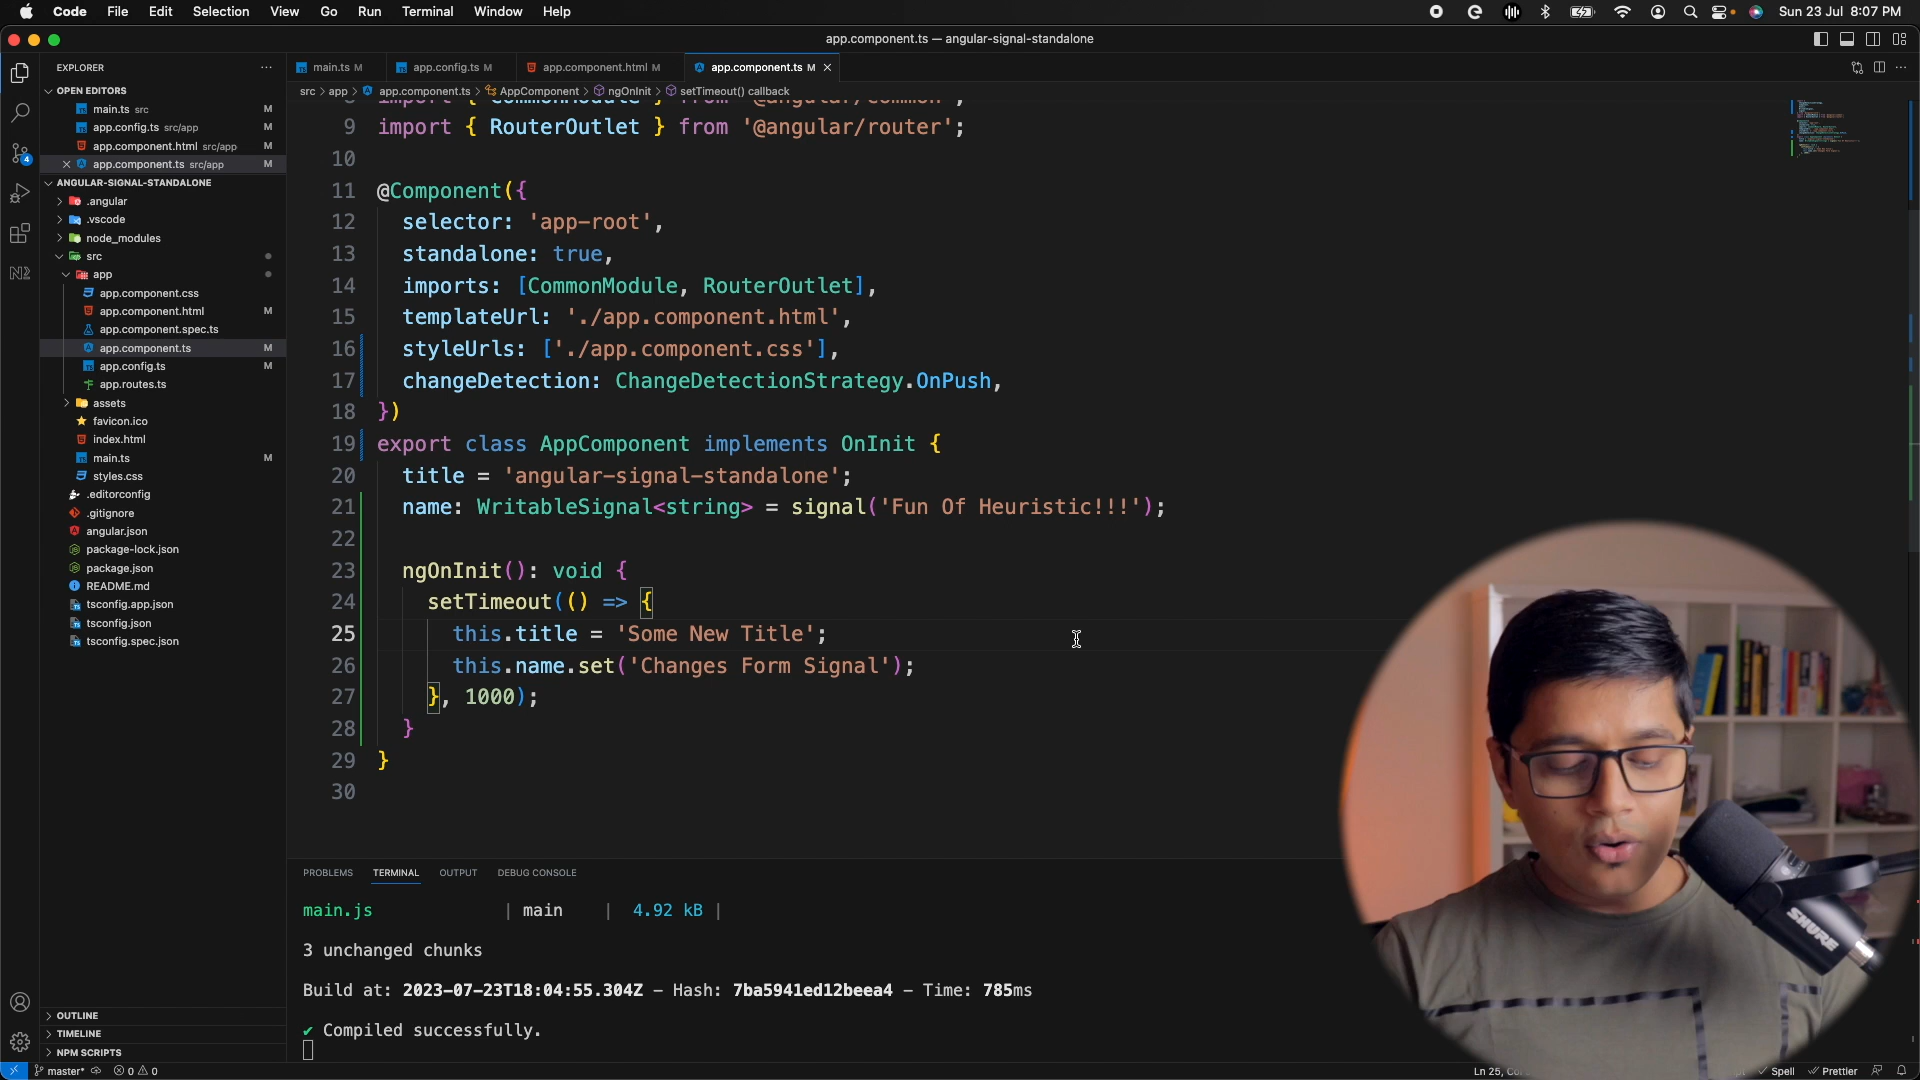 Code File Edit Selection View Go Run Terminal Window Help
Sun 23 Jul 8:07 PM
app.component.ts — angular-signal-standalone
EXPLORER
OPEN EDITORS
main.ts src M
app.config.ts src/app M
app.component.html src/app M
app.component.ts src/app M
ANGULAR-SIGNAL-STANDALONE
.angular
.vscode
node_modules
src
app
app.component.css
app.component.html M
app.component.spec.ts
app.component.ts M
app.config.ts M
app.routes.ts
assets
favicon.ico
index.html
main.ts M
styles.css
.editorconfig
.gitignore
angular.json
package-lock.json
package.json
README.md
tsconfig.app.json
tsconfig.json
tsconfig.spec.json
OUTLINE
TIMELINE
NPM SCRIPTS
4
main.ts M app.config.ts M app.component.html M app.component.ts M
src > app > app.component.ts > AppComponent > ngOnInit > setTimeout() callback
8 import { CommonModule } from '@angular/common';
9 import { RouterOutlet } from '@angular/router';
10
11 @Component({
12 selector: 'app-root',
13 standalone: true,
14 imports: [CommonModule, RouterOutlet],
15 templateUrl: './app.component.html',
16 styleUrls: ['./app.component.css'],
17 changeDetection: ChangeDetectionStrategy.OnPush,
18 })
19 export class AppComponent implements OnInit {
20 title = 'angular-signal-standalone';
21 name: WritableSignal<string> = signal('Fun Of Heuristic!!!');
22
23 ngOnInit(): void {
24 setTimeout(() => {
25 this.title = 'Some New Title';
26 this.name.set('Changes Form Signal');
27 }, 1000);
28 }
29 }
30
PROBLEMS TERMINAL OUTPUT DEBUG CONSOLE
main.js | main | 4.92 kB |
3 unchanged chunks
Build at: 2023-07-23T18:04:55.304Z - Hash: 7ba5941ed12beea4 - Time: 785ms
✔ Compiled successfully.
master* 0 0
Ln 25,
Spell Prettier
SHURE